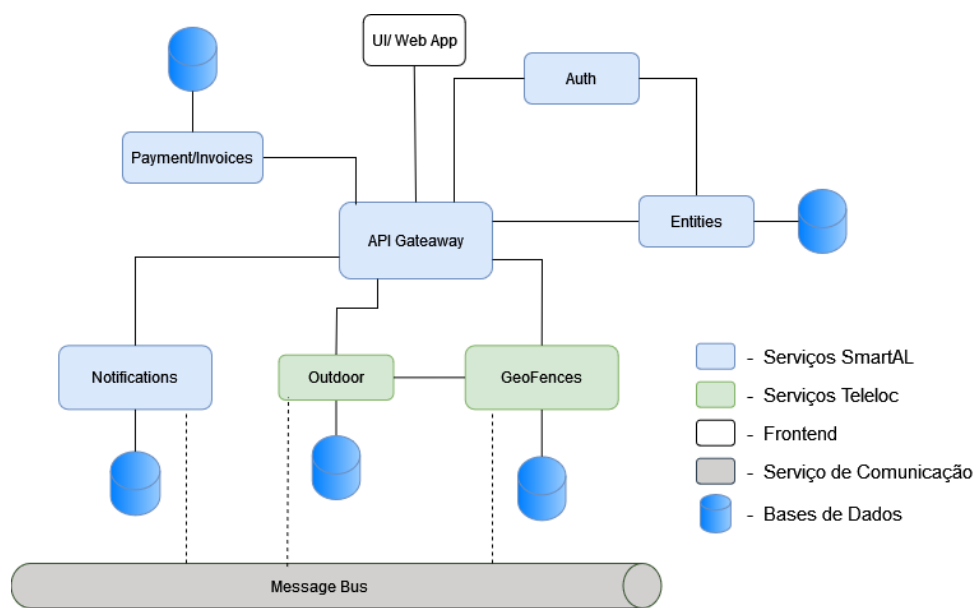 UI/ Web App
Auth
Payment/Invoices
Entities
API Gateaway
Notifications
Outdoor
GeoFences
- Serviços SmartAL
- Serviços Teleloc
- Frontend
- Serviço de Comunicação
- Bases de Dados
Message Bus